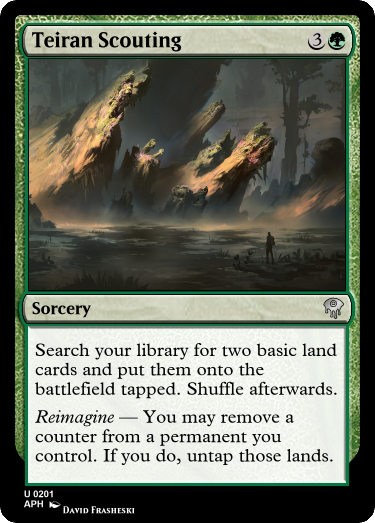 Teiran Scouting 3
Sorcery
Search your library for two basic land
cards and put them onto the
battlefield tapped. Shuffle afterwards.
Reimagine — You may remove a
counter from a permanent you
control. If you do, untap those lands.
U 0201
APH David Frasheski